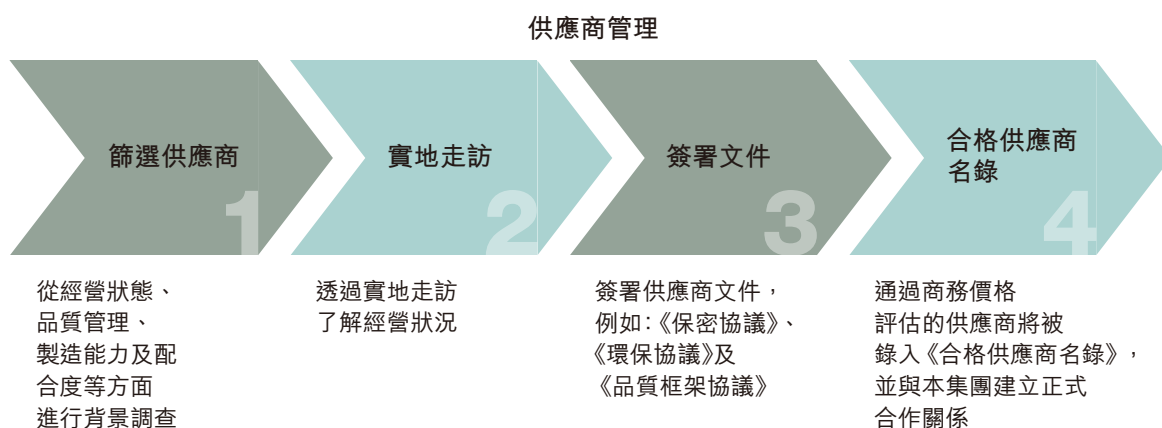 供應商管理
篩選供應商
1
實地走訪
2
簽署文件
3
合格供應商
名錄
4
從經營狀態、
品質管理、
製造能力及配
合度等方面
進行背景調查
透過實地走訪
了解經營狀況
簽署供應商文件，
例如：《保密協議》、
《環保協議》及
《品質框架協議》
通過商務價格
評估的供應商將被
錄入《合格供應商名錄》，
並與本集團建立正式
合作關係